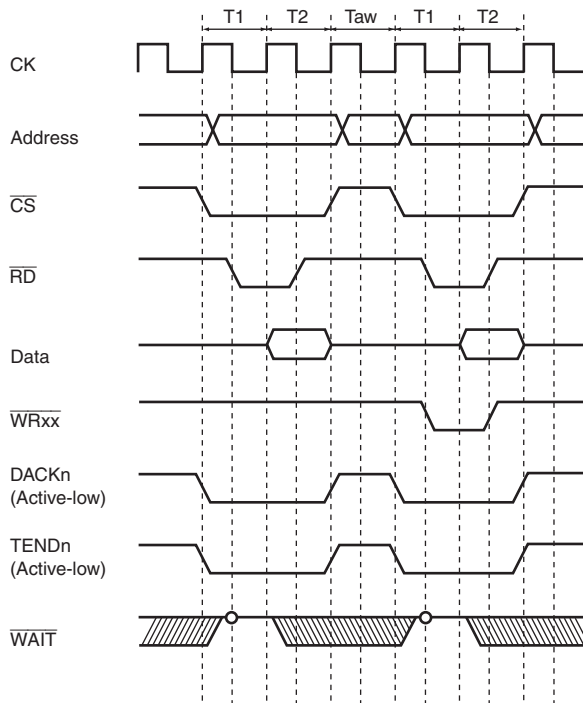 T1 T2 Taw T1 T2
CK
Address
CS
RD
Data
WRxx
DACKn
(Active-low)
TENDn
(Active-low)
WAIT